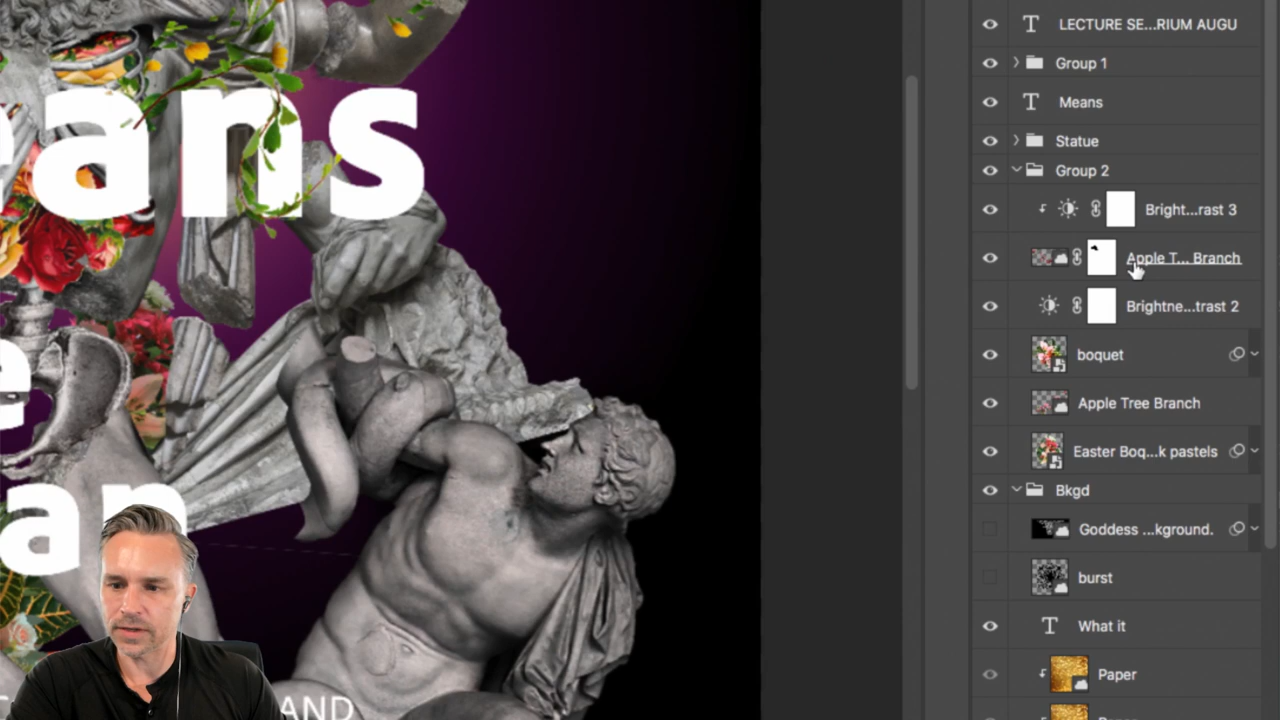 LECTURE SE...RIUM AUGU
Group 1
Means
Statue
Group 2
Bright...rast 3
Apple T... Branch
Brightne...trast 2
boquet
Apple Tree Branch
Easter Boq...k pastels
Bkgd
Goddess ...kground.
burst
What it
Paper
eans
e
an
AND